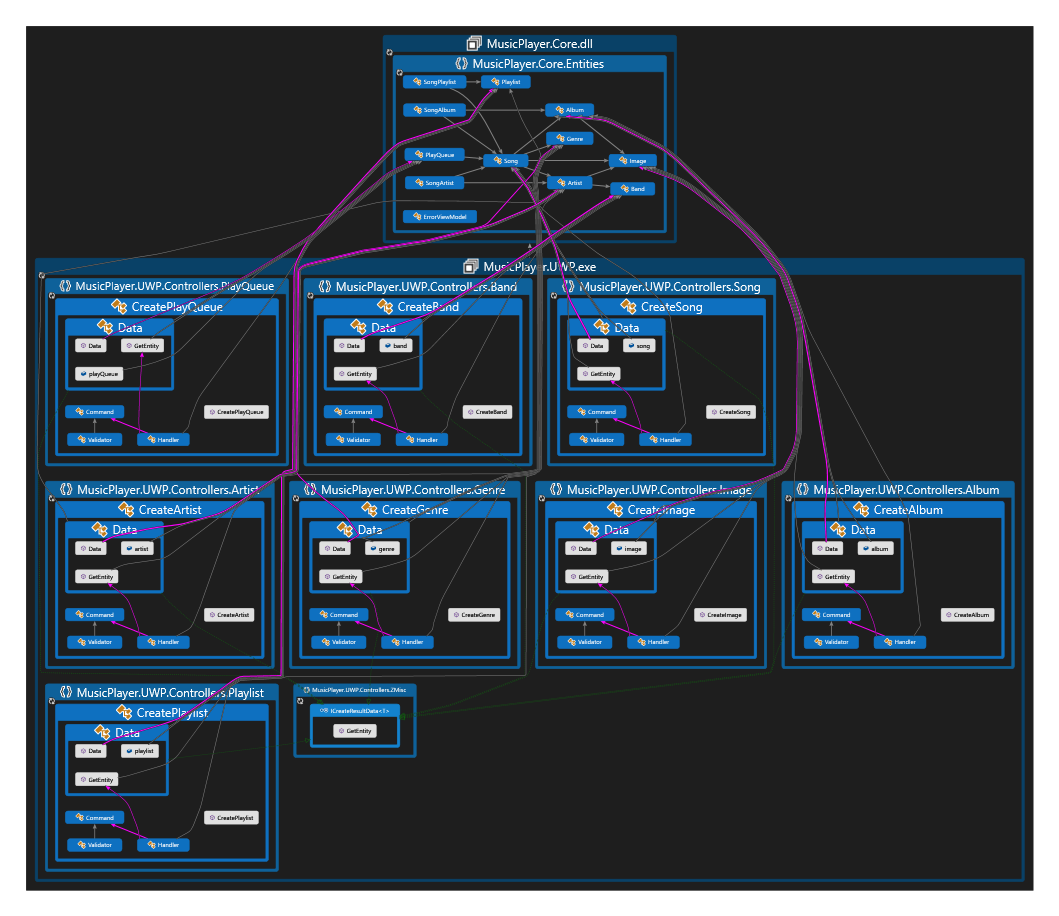 MusicPlayer.Core.dll
MusicPlayer.Core.Entities
SongPlaylist
Playlist
SongAlbum
Album
Genre
PlayQueue
Song
Image
SongArtist
Artist
Band
ErrorViewModel
MusicPlayer.UWP.exe
MusicPlayer.UWP.Controllers.PlayQueue
CreatePlayQueue
Data
Data
GetEntity
playQueue
Command
CreatePlayQueue
Validator
Handler
MusicPlayer.UWP.Controllers.Band
CreateBand
Data
Data
band
GetEntity
Command
CreateBand
Validator
Handler
MusicPlayer.UWP.Controllers.Song
CreateSong
Data
Data
song
GetEntity
Command
CreateSong
Validator
Handler
MusicPlayer.UWP.Controllers.Artist
CreateArtist
Data
Data
artist
GetEntity
Command
CreateArtist
Validator
Handler
MusicPlayer.UWP.Controllers.Genre
CreateGenre
Data
Data
genre
GetEntity
Command
CreateGenre
Validator
Handler
MusicPlayer.UWP.Controllers.Image
CreateImage
Data
Data
image
GetEntity
Command
CreateImage
Validator
Handler
MusicPlayer.UWP.Controllers.Album
CreateAlbum
Data
Data
album
GetEntity
Command
CreateAlbum
Validator
Handler
MusicPlayer.UWP.Controllers.Playlist
CreatePlaylist
Data
Data
playlist
GetEntity
Command
CreatePlaylist
Validator
Handler
MusicPlayer.UWP.Controllers.ZMisc
ICreateResultData<T>
GetEntity